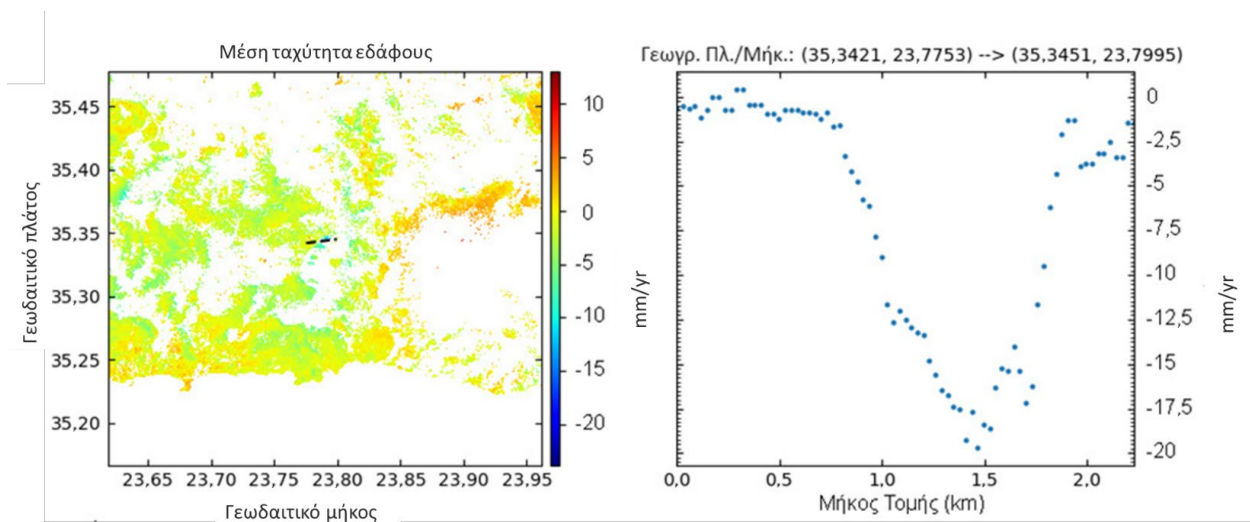 Μέση ταχύτητα εδάφους
Γεωδαιτικό πλάτος
35,45
35,40
35,35
35,30
35,25
35,20
23,65 23,70 23,75 23,80 23,85 23,90 23,95
Γεωδαιτικό μήκος
10
5
0
-5
-10
-15
-20
Γεωγρ. Πλ./Μήκ.: (35,3421, 23,7753) --> (35,3451, 23,7995)
mm/yr
0
-2,5
-5
-7,5
-10
-12,5
-15
-17,5
-20
mm/yr
0,0 0,5 1,0 1,5 2,0
Μήκος Τομής (km)